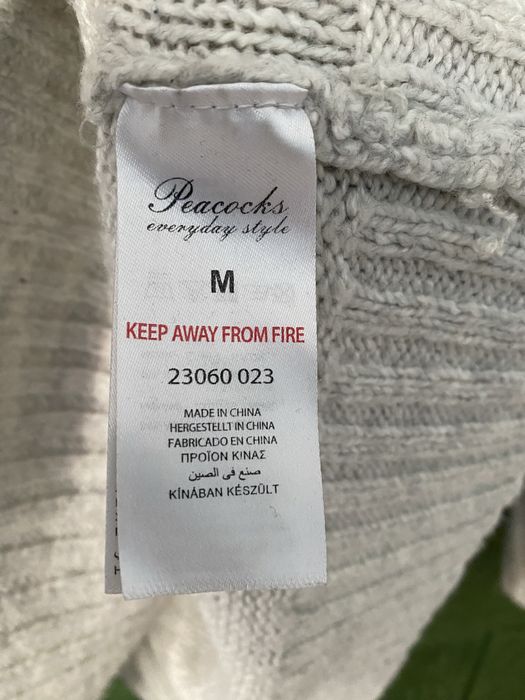 Peacocks
everyday style
M
KEEP AWAY FROM FIRE
23060 023
MADE IN CHINA
HERGESTELLT IN CHINA
FABRICADO EN CHINA
ΠΡΟΪΟΝ ΚΙΝΑΣ
صنع في الصين
KÍNÁBAN KÉSZÜLT